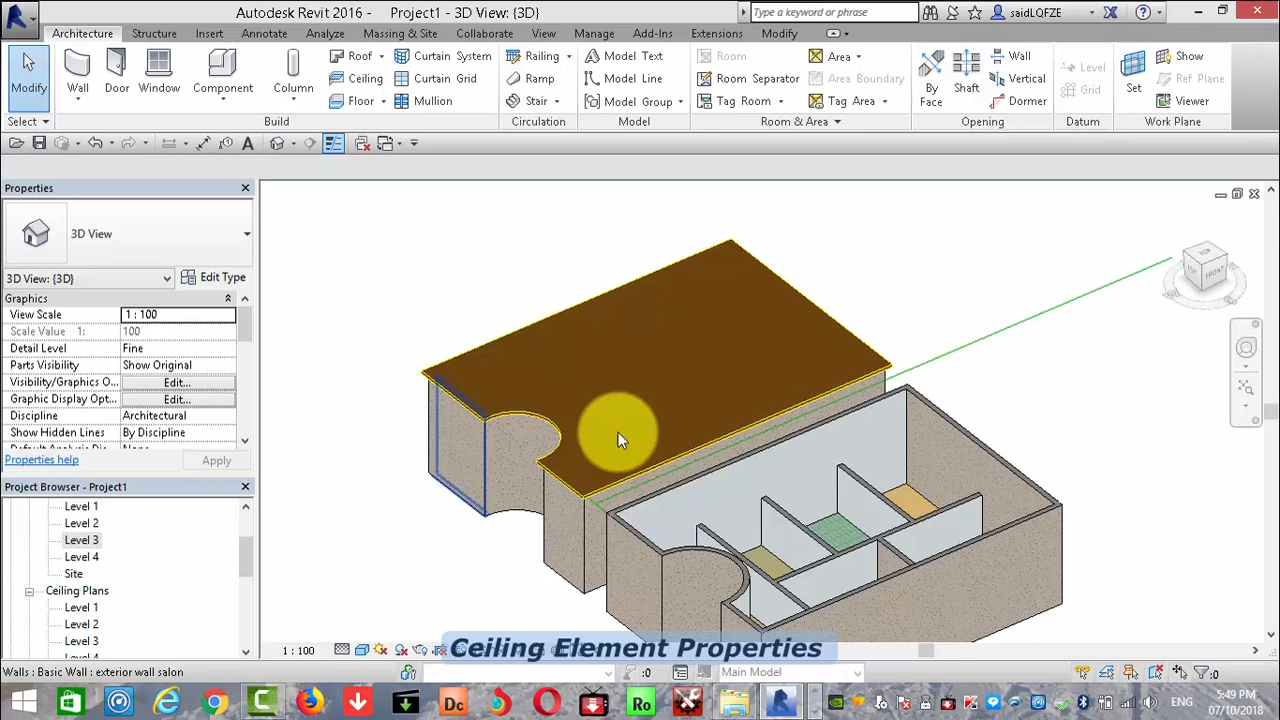 Autodesk Revit 2016 - Project1 - 3D View: {3D}
Type a keyword or phrase
saidLQFZE
Architecture Structure Insert Annotate Analyze Massing & Site Collaborate View Manage Add-Ins Extensions Modify
Modify
Wall
Door
Window
Component
Column
Roof
Ceiling
Floor
Curtain System
Curtain Grid
Mullion
Railing
Ramp
Stair
Model Text
Model Line
Model Group
Room
Room Separator
Tag Room
Area
Area Boundary
Tag Area
By Face
Shaft
Wall
Vertical
Dormer
Level
Grid
Set
Show
Ref Plane
Viewer
Select Build Circulation Model Room & Area Opening Datum Work Plane
Properties
3D View
3D View: {3D} Edit Type
Graphics
View Scale 1 : 100
Scale Value 1: 100
Detail Level Fine
Parts Visibility Show Original
Visibility/Graphics O... Edit...
Graphic Display Opt... Edit...
Discipline Architectural
Show Hidden Lines By Discipline
Properties help Apply
Project Browser - Project1
Level 1
Level 2
Level 3
Level 4
Site
Ceiling Plans
Level 1
Level 2
Level 3
Level 4
TOP
FRONT
1 : 100
Ceiling Element Properties
Walls : Basic Wall : exterior wall salon
:0
Main Model
:0
Dc
Ro
ENG
5:49 PM
07/10/2018